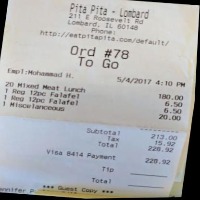 Pita Pita - Lombard
211 E Roosevelt Rd
Lombard, IL 60148
Phone:
http://eatpitapita.com/default/
Ord #78
To Go
Empl:Muhammad H. 5/4/2017 4:10 PM
20 Mixed Meat Lunch 180.00
1 Reg 12pc Falafel 6.50
1 Reg 12pc Falafel 6.50
1 Miscelaneous 20.00
Subtotal 213.00
Tax 15.92
Total 228.92
Visa 8414 Payment 228.92
Tip
Total
*** Guest Copy ***